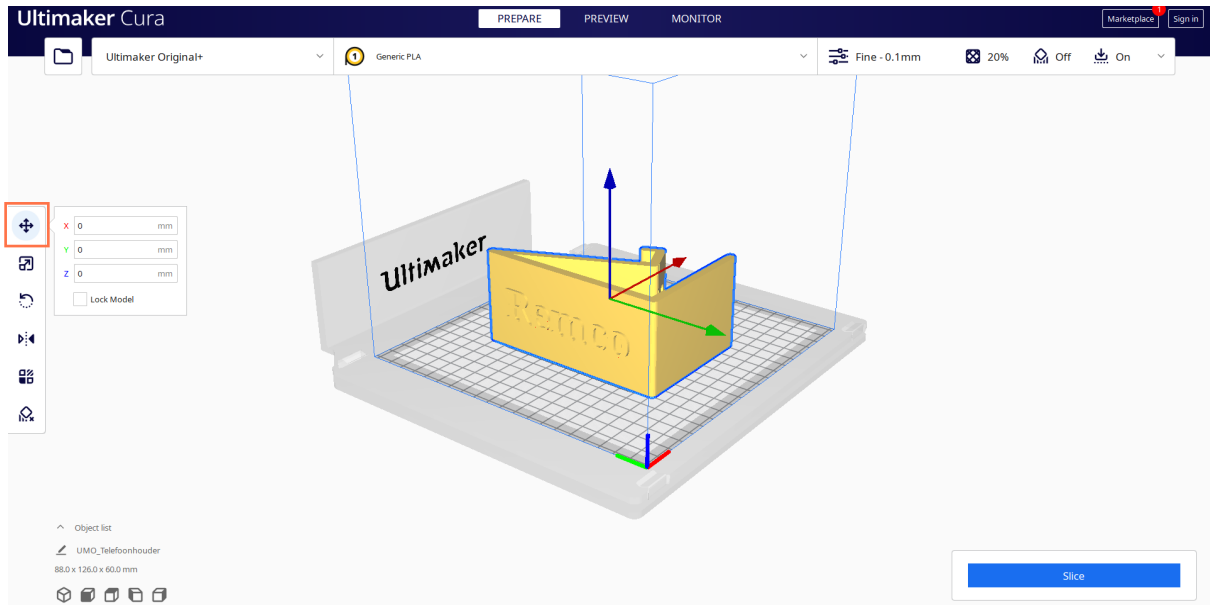 Ultimaker Cura
PREPARE PREVIEW MONITOR
Marketplace 1 Sign in
Ultimaker Original+
1 Generic PLA
Fine - 0.1mm 20% Off On
X 0 mm
Y 0 mm
Z 0 mm
Lock Model
Ultimaker
Remco
Object list
UMO_Telefoonhouder
88.0 x 126.0 x 60.0 mm
Slice